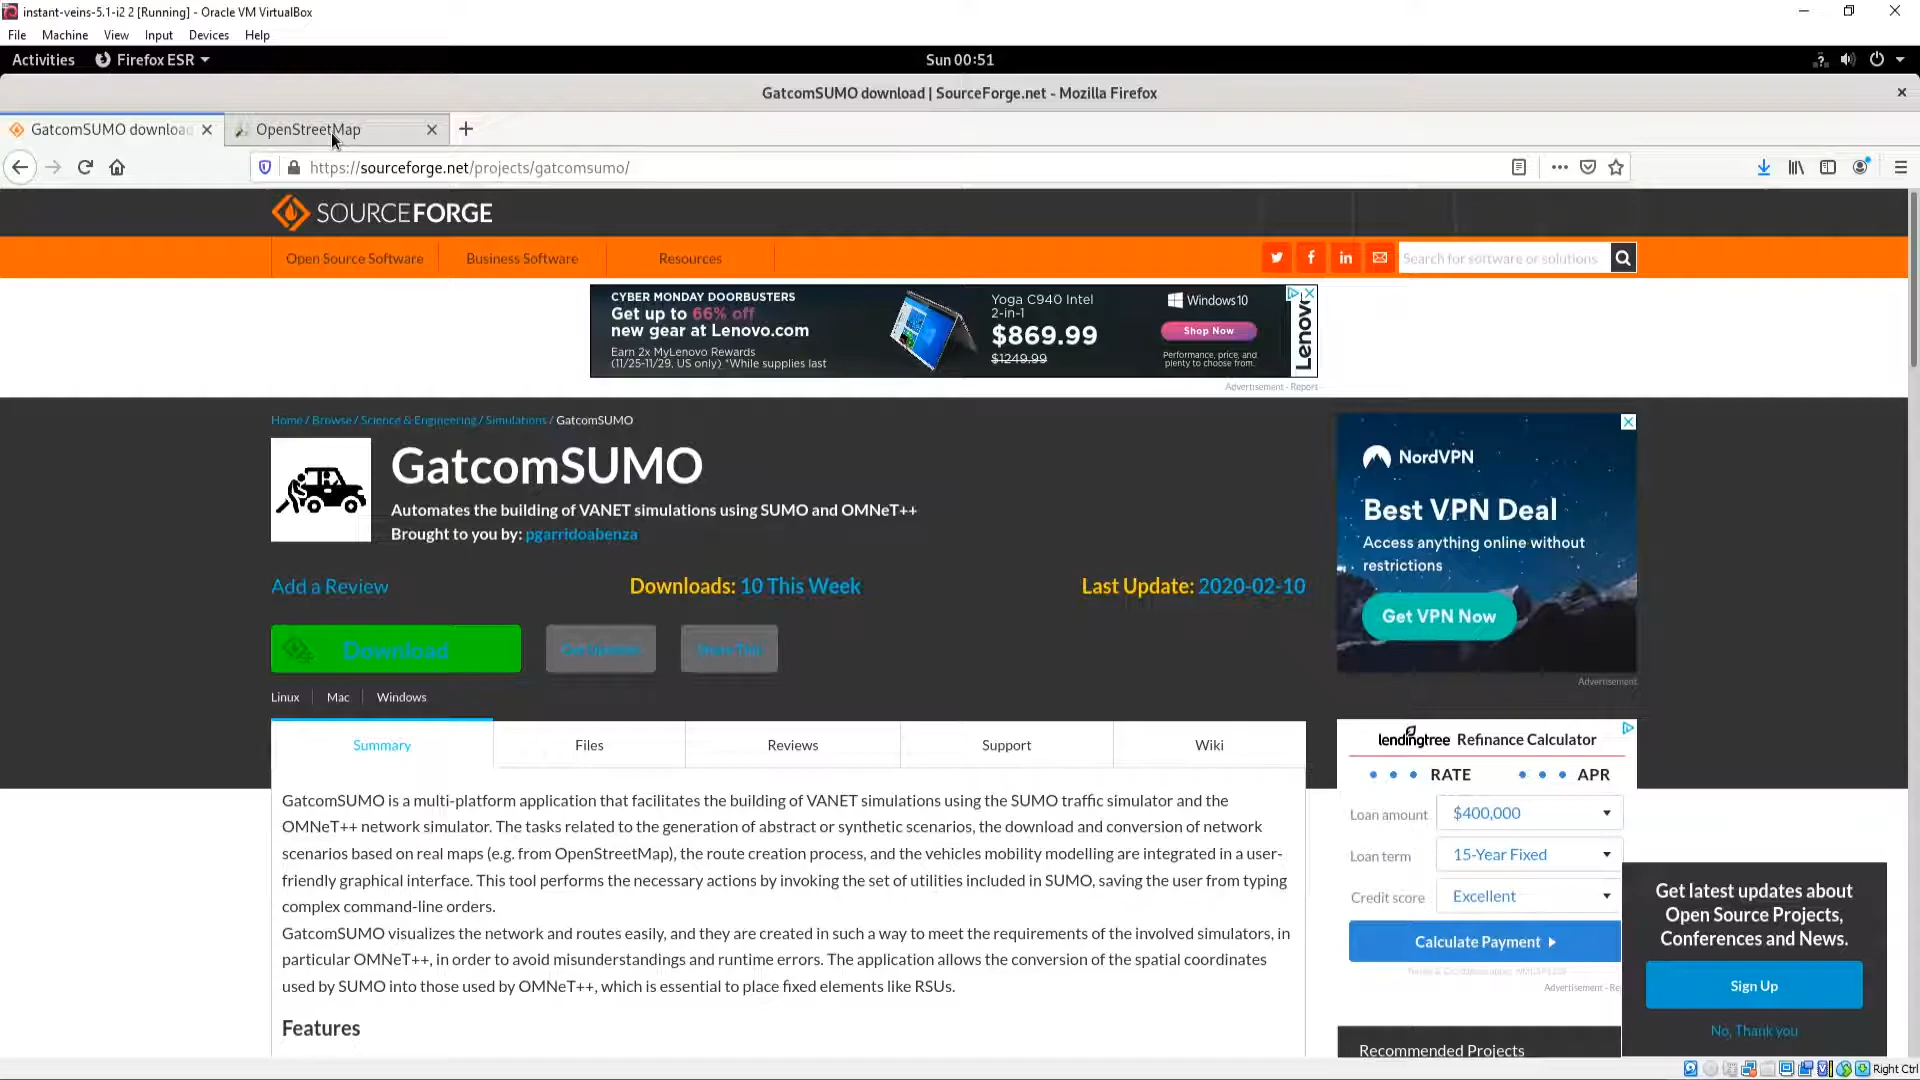 instant-veins-5.1-i2 2 [Running] - Oracle VM VirtualBox
File Machine View Input Devices Help
Activities Firefox ESR Sun 00:51
GatcomSUMO download | SourceForge.net - Mozilla Firefox
GatcomSUMO download OpenStreetMap
https://sourceforge.net/projects/gatcomsumo/
SOURCEFORGE
Open Source Software Business Software Resources Search for software or solutions
CYBER MONDAY DOORBUSTERS
Get up to 66% off
new gear at Lenovo.com
Earn 2x MyLenovo Rewards
(11/25-11/29, US only) *While supplies last
Yoga C940 Intel
2-in-1
$869.99
$1249.99
Windows10
Shop Now
Performance, price, and
plenty to choose from.
Lenovo
Advertisement - Report
Home / Browse / Science & Engineering / Simulations / GatcomSUMO
GatcomSUMO
Automates the building of VANET simulations using SUMO and OMNeT++
Brought to you by: pgarridoabenza
Add a Review Downloads: 10 This Week Last Update: 2020-02-10
Download Get Updates Share This
Linux Mac Windows
NordVPN
Best VPN Deal
Access anything online without
restrictions
Get VPN Now
Advertisement
Summary Files Reviews Support Wiki
GatcomSUMO is a multi-platform application that facilitates the building of VANET simulations using the SUMO traffic simulator and the
OMNeT++ network simulator. The tasks related to the generation of abstract or synthetic scenarios, the download and conversion of network
scenarios based on real maps (e.g. from OpenStreetMap), the route creation process, and the vehicles mobility modelling are integrated in a user-
friendly graphical interface. This tool performs the necessary actions by invoking the set of utilities included in SUMO, saving the user from typing
complex command-line orders.
GatcomSUMO visualizes the network and routes easily, and they are created in such a way to meet the requirements of the involved simulators, in
particular OMNeT++, in order to avoid misunderstandings and runtime errors. The application allows the conversion of the spatial coordinates
used by SUMO into those used by OMNeT++, which is essential to place fixed elements like RSUs.
Features
lendingtree Refinance Calculator
RATE APR
Loan amount $400,000
Loan term 15-Year Fixed
Credit score Excellent
Calculate Payment
Advertisement - Re
Recommended Projects
Get latest updates about
Open Source Projects,
Conferences and News.
Sign Up
No, Thank you
Right Ctrl